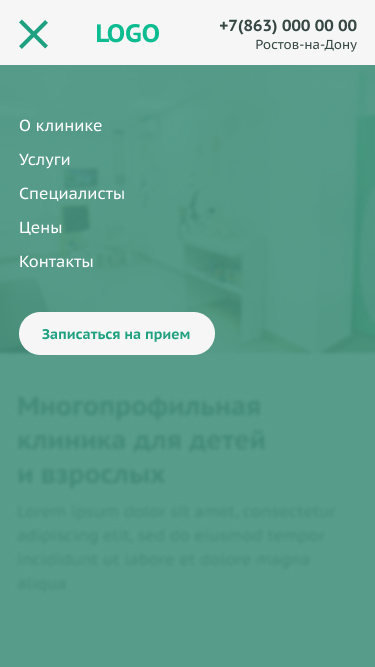 LOGO
+7(863) 000 00 00
Ростов-на-Дону
О клинике
Услуги
Специалисты
Цены
Контакты
Записаться на прием
Многопрофильная
клиника для детей
и взрослых
Lorem ipsum dolor sit amet, consectetur
adipiscing elit, sed do eiusmod tempor
incididunt ut labore et dolore magna
aliqua